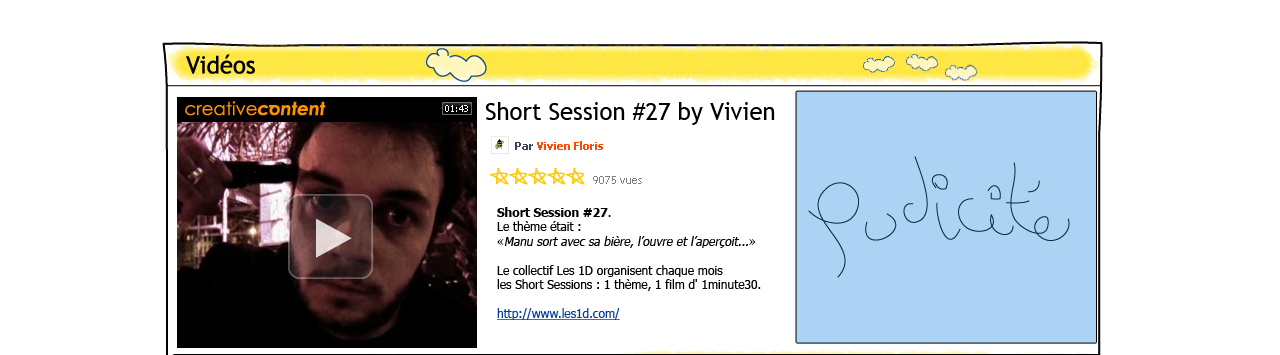 Vidéos
creativecontent
01:43
Short Session #27 by Vivien
Par Vivien Floris
9075 vues
Short Session #27.
Le thème était :
«Manu sort avec sa bière, l’ouvre et l’aperçoit...»
Le collectif Les 1D organisent chaque mois
les Short Sessions : 1 thème, 1 film d' 1minute30.
http://www.les1d.com/
pudicité